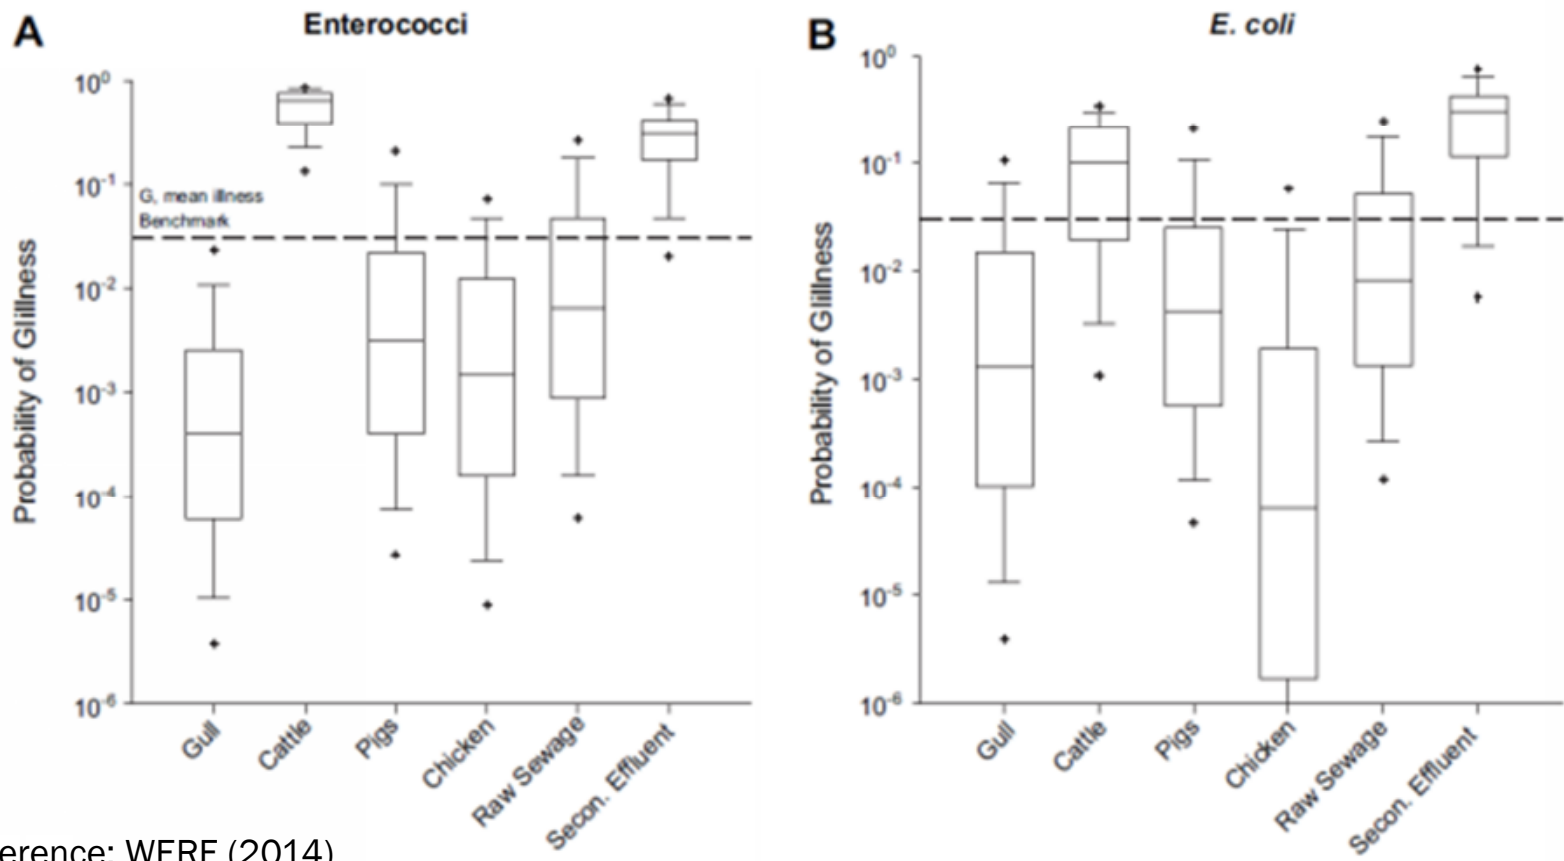 A
Enterococci
Probability of GIIllness
10⁰
10⁻¹
10⁻²
10⁻³
10⁻⁴
10⁻⁵
10⁻⁶
G, mean illness
Benchmark
Gull
Cattle
Pigs
Chicken
Raw Sewage
Secon. Effluent
B
E. coli
Probability of GIIllness
10⁰
10⁻¹
10⁻²
10⁻³
10⁻⁴
10⁻⁵
10⁻⁶
Gull
Cattle
Pigs
Chicken
Raw Sewage
Secon. Effluent
erence: WERF (2014)